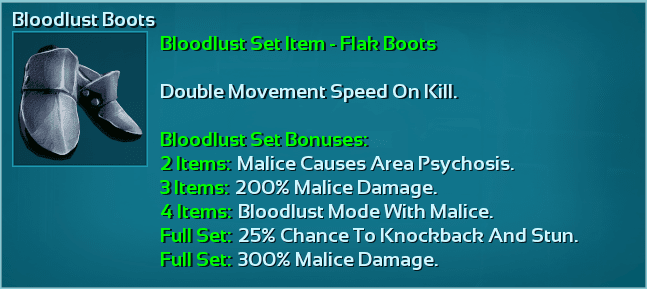 Bloodlust Boots
Bloodlust Set Item - Flak Boots
Double Movement Speed On Kill.
Bloodlust Set Bonuses:
2 Items: Malice Causes Area Psychosis.
3 Items: 200% Malice Damage.
4 Items: Bloodlust Mode With Malice.
Full Set: 25% Chance To Knockback And Stun.
Full Set: 300% Malice Damage.